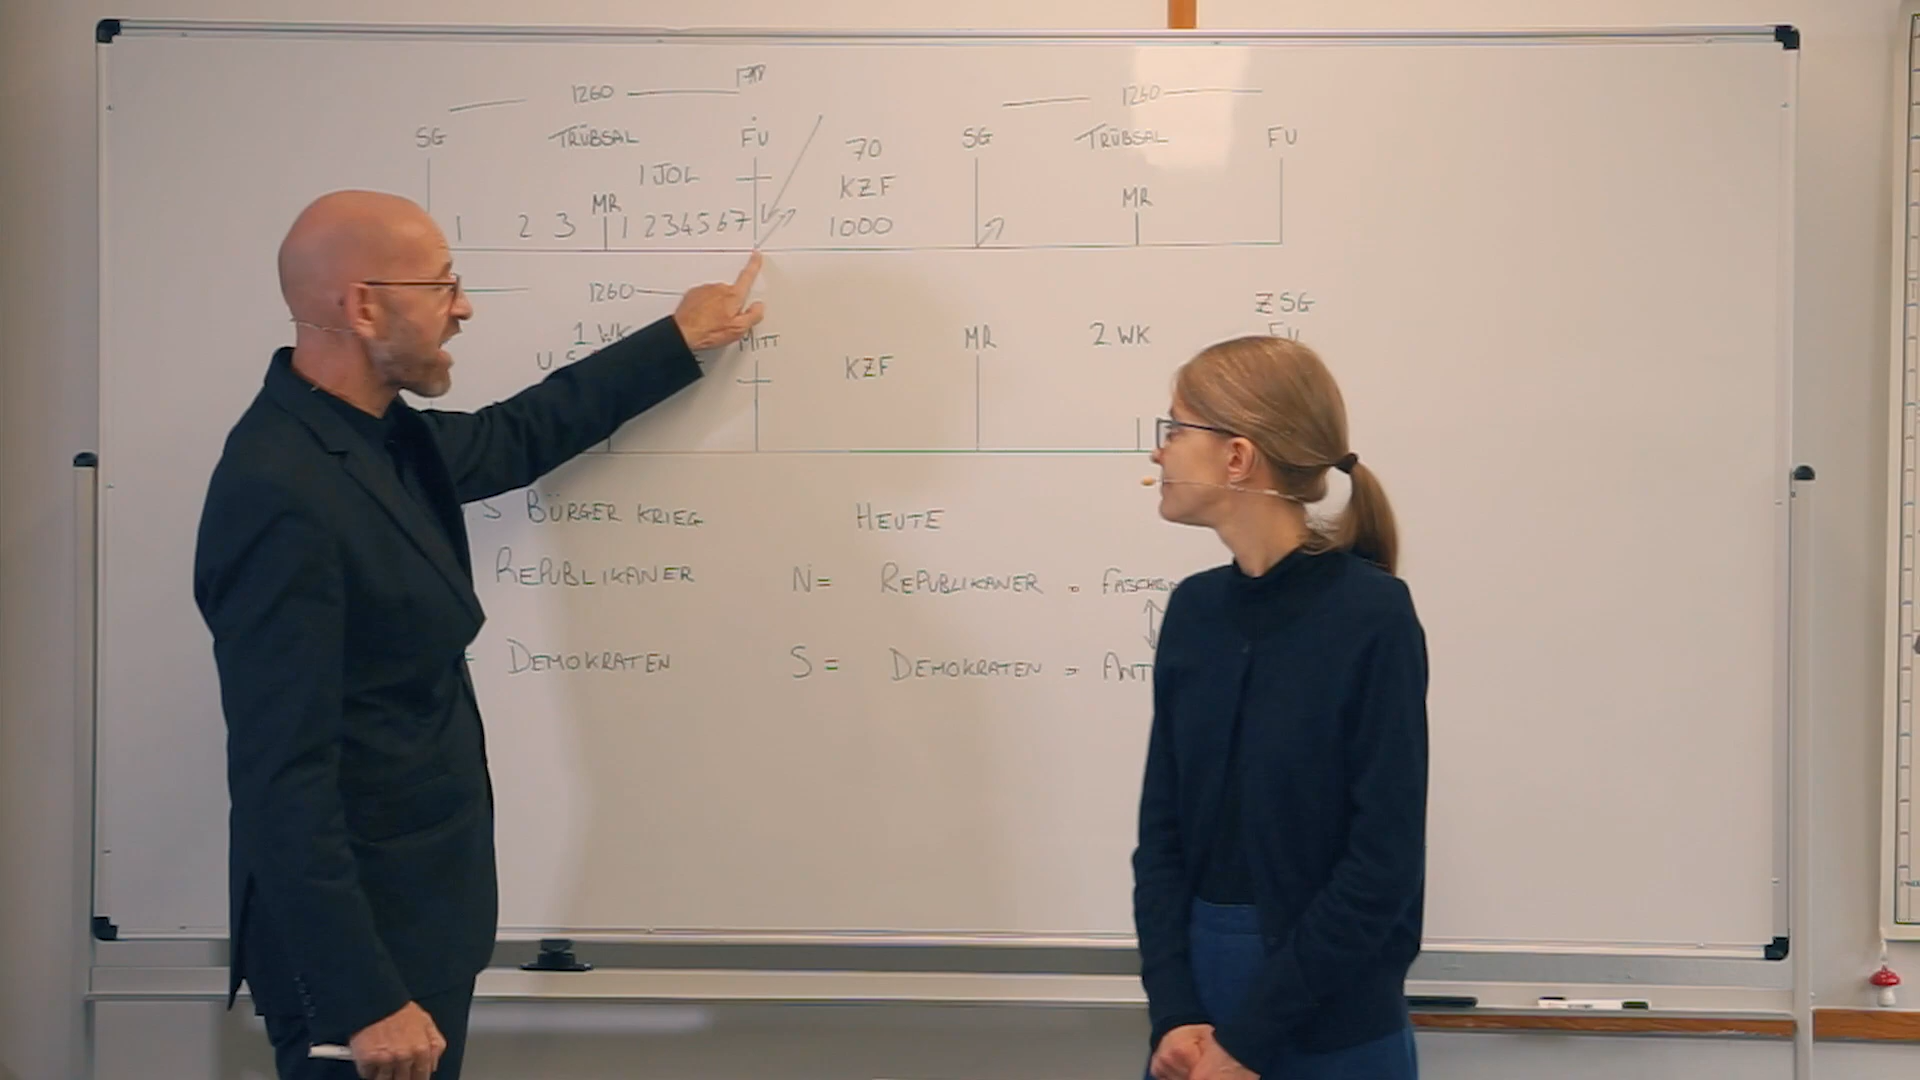 1798
1260 1260
SG TRÜBSAL FU 70 SG TRÜBSAL FU
1 JOL KZF
MR MR
1 2 3 1 2 3 4 5 6 7 1000
1260 Z SG
1 WK MITT MR 2 WK FU
U S KZF
S BÜRGER KRIEG HEUTE
REPUBLIKANER N = REPUBLIKANER =
= DEMOKRATEN S = DEMOKRATEN = ANT